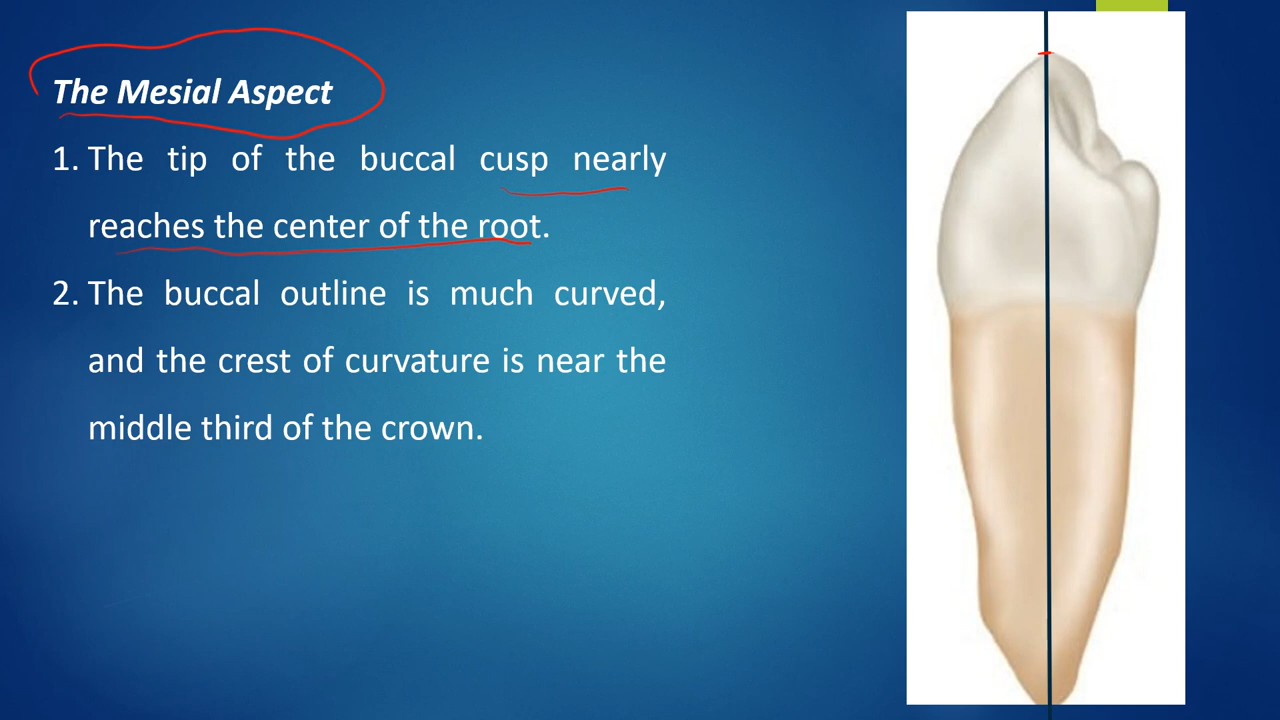 The Mesial Aspect
1. The tip of the buccal cusp nearly
reaches the center of the root.
2. The buccal outline is much curved,
and the crest of curvature is near the
middle third of the crown.